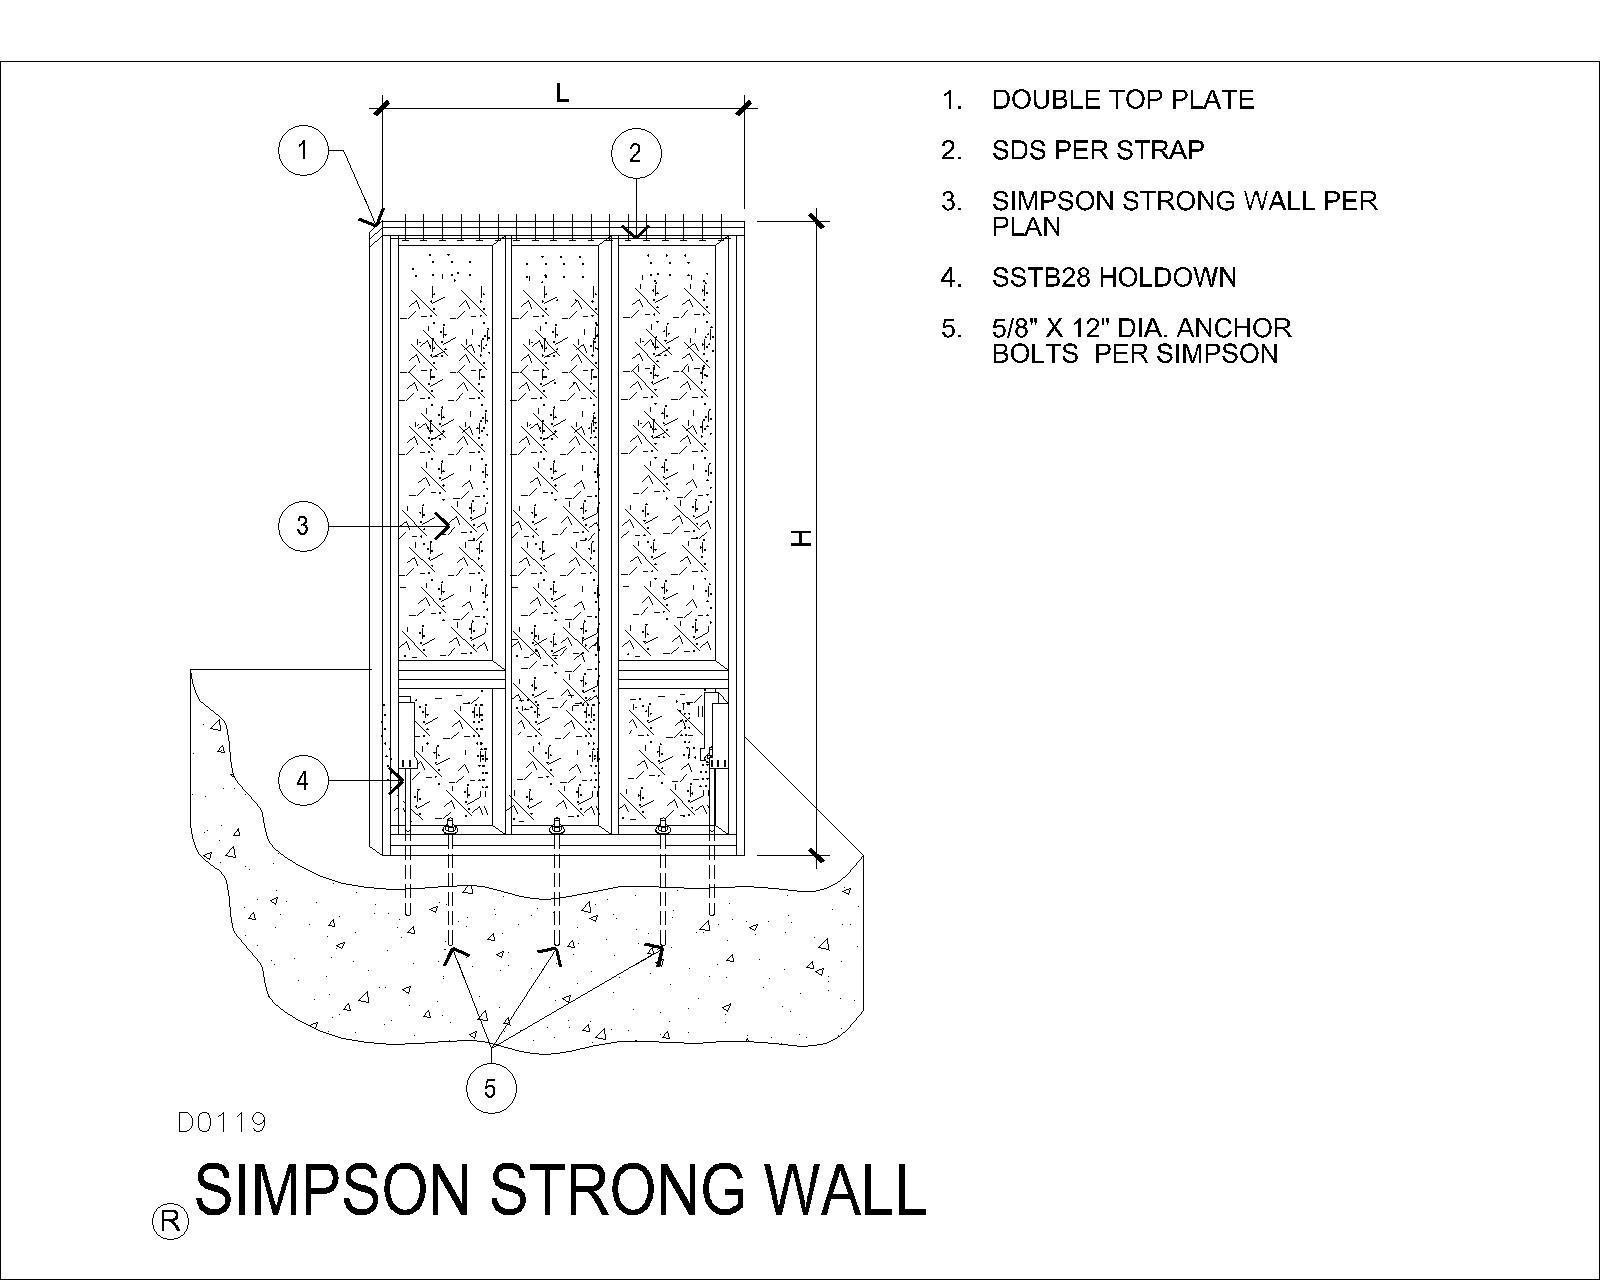 L
1
2
H
3
4
5
1. DOUBLE TOP PLATE
2. SDS PER STRAP
3. SIMPSON STRONG WALL PER
PLAN
4. SSTB28 HOLDOWN
5. 5/8" X 12" DIA. ANCHOR
BOLTS  PER SIMPSON
D0119
SIMPSON STRONG WALL
R